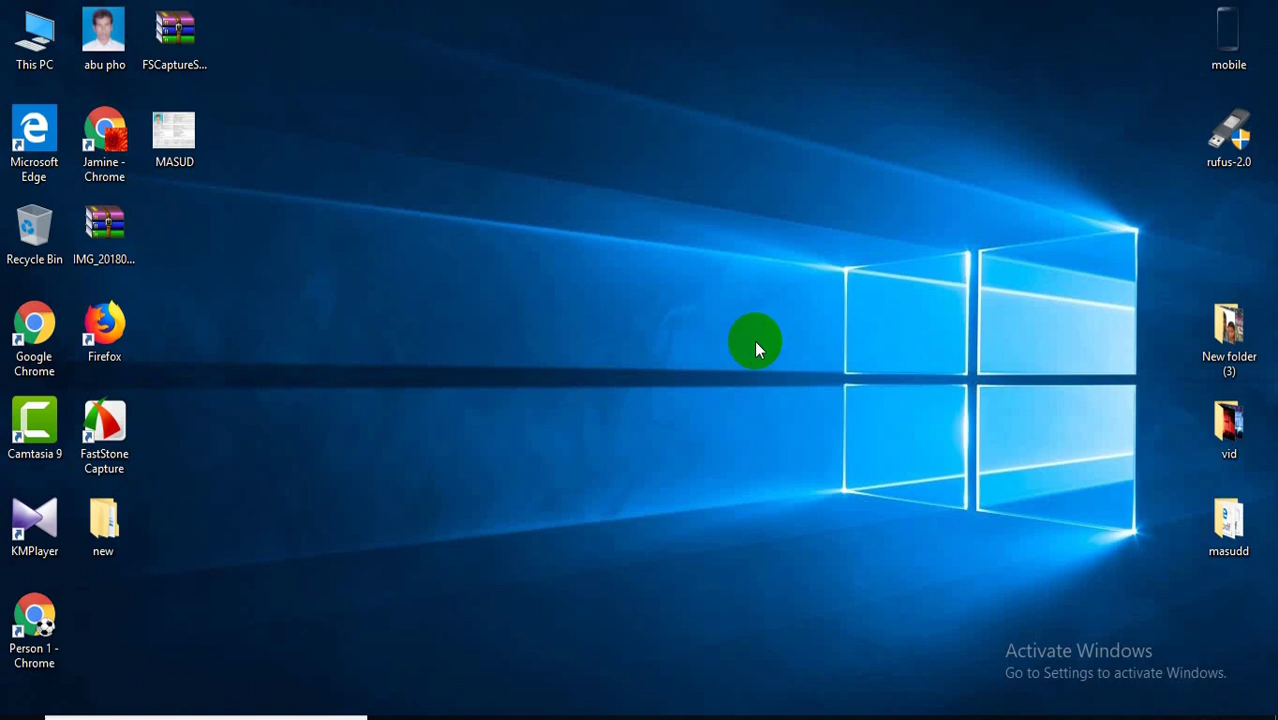 This PC
abu pho
FSCaptureS...
mobile
Microsoft
Edge
Jamine -
Chrome
MASUD
rufus-2.0
Recycle Bin
IMG_20180...
Google
Chrome
Firefox
New folder
(3)
Camtasia 9
FastStone
Capture
vid
KMPlayer
new
masudd
Person 1 -
Chrome
Activate Windows
Go to Settings to activate Windows.